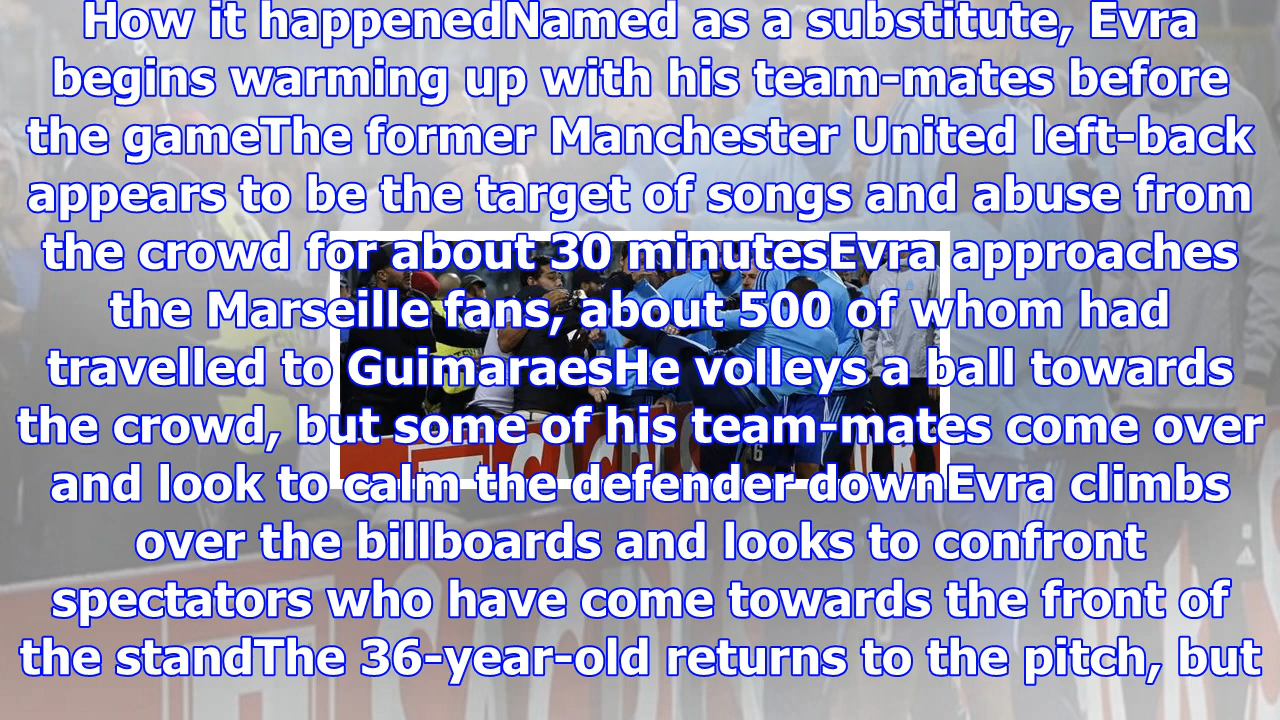 How it happenedNamed as a substitute, Evra
begins warming up with his team-mates before
the gameThe former Manchester United left-back
appears to be the target of songs and abuse from
the crowd for about 30 minutesEvra approaches
the Marseille fans, about 500 of whom had
travelled to GuimaraesHe volleys a ball towards
the crowd, but some of his team-mates come over
and look to calm the defender downEvra climbs
over the billboards and looks to confront
spectators who have come towards the front of
the standThe 36-year-old returns to the pitch, but